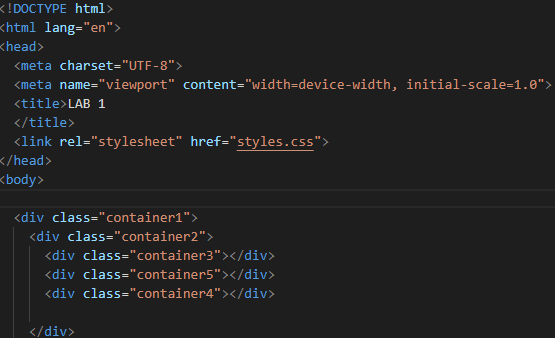 <!DOCTYPE html>
<html lang="en">
<head>
  <meta charset="UTF-8">
  <meta name="viewport" content="width=device-width, initial-scale=1.0">
  <title>LAB 1
  </title>
  <link rel="stylesheet" href="styles.css">
</head>
<body>
  <div class="container1">
    <div class="container2">
      <div class="container3"></div>
      <div class="container5"></div>
      <div class="container4"></div>
    </div>